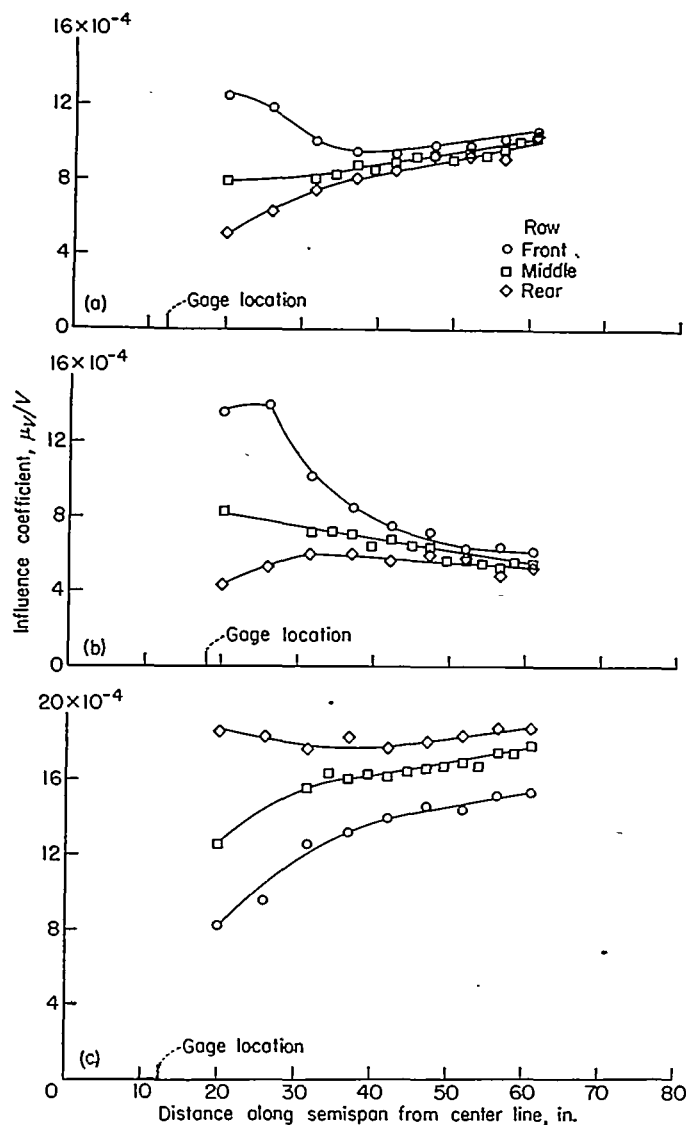 16×10⁻⁴
12
8
4
0
(a)
Gage location
Row
Front
Middle
Rear
16×10⁻⁴
12
8
4
0
(b)
Gage location
Influence coefficient, μv/V
20×10⁻⁴
16
12
8
4
(c)
Gage location
0 10 20 30 40 50 60 70 80
Distance along semispan from center line, in.